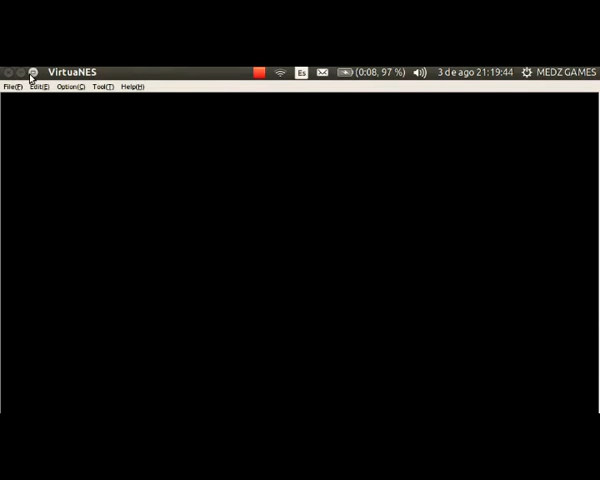 VirtuaNES Es (0:08, 97 %) 3 de ago 21:19:44 MEDZ GAMES
File(F) Edit(E) Option(C) Tool(T) Help(H)